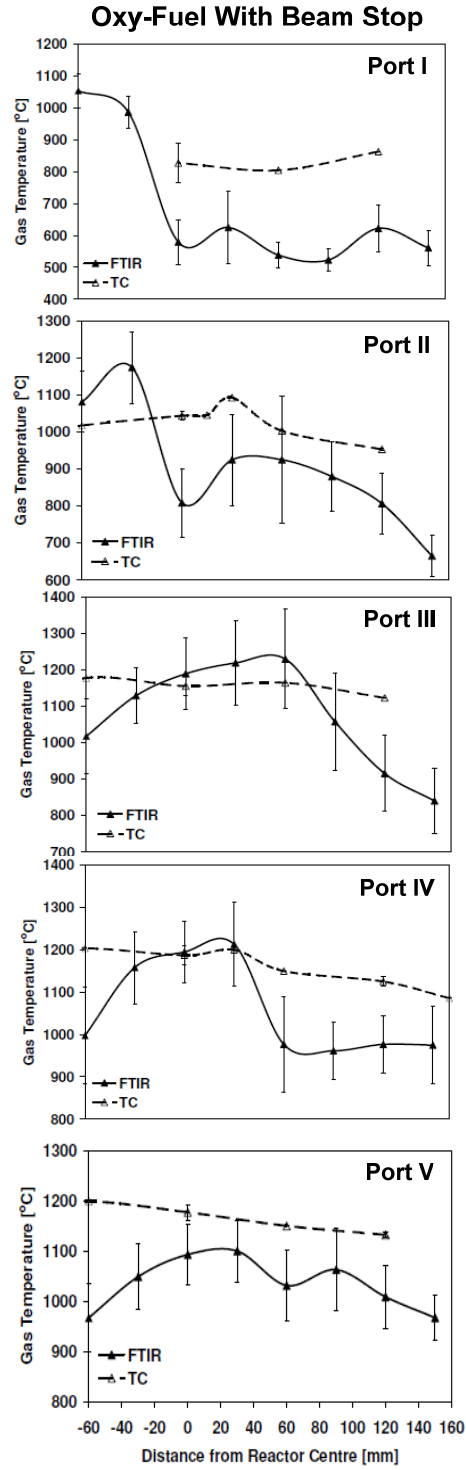 Oxy-Fuel With Beam Stop
Port I
Gas Temperature [°C]
1200
1100
1000
900
800
700
600
500
400
FTIR
TC
Port II
Gas Temperature [°C]
1300
1200
1100
1000
900
800
700
600
FTIR
TC
Port III
Gas Temperature [°C]
1400
1300
1200
1100
1000
900
800
700
FTIR
TC
Port IV
Gas Temperature [°C]
1400
1300
1200
1100
1000
900
800
FTIR
TC
Port V
Gas Temperature [°C]
1300
1200
1100
1000
900
800
FTIR
TC
-60 -40 -20 0 20 40 60 80 100 120 140 160
Distance from Reactor Centre [mm]